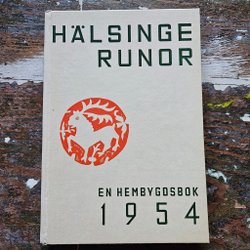 HÄLSINGE
RUNOR
EN HEMBYGDSBOK
1954